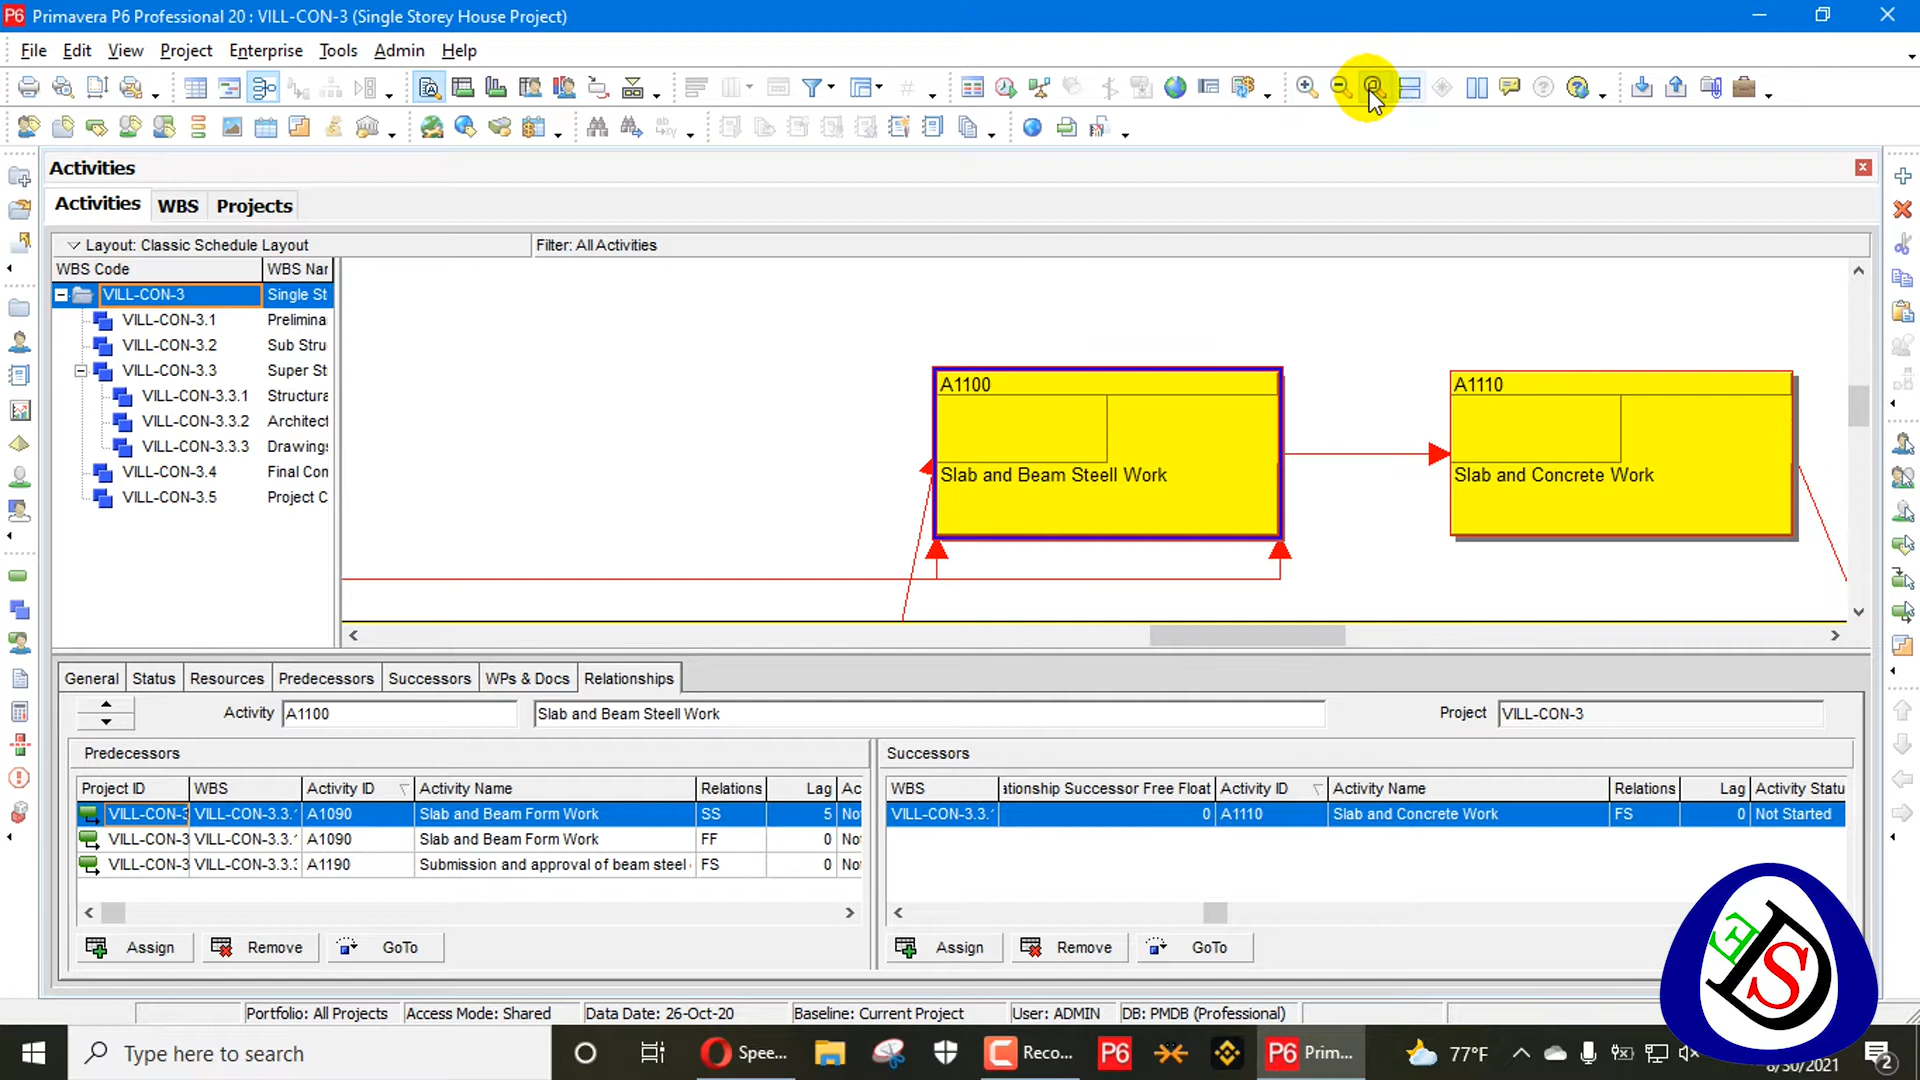 Primavera P6 Professional 20 : VILL-CON-3 (Single Storey House Project)
File Edit View Project Enterprise Tools Admin Help
Activities
Activities WBS Projects
Layout: Classic Schedule Layout Filter: All Activities
WBS Code WBS Nar
VILL-CON-3 Single St
VILL-CON-3.1 Prelimina
VILL-CON-3.2 Sub Stru
VILL-CON-3.3 Super St
VILL-CON-3.3.1 Structura
VILL-CON-3.3.2 Architect
VILL-CON-3.3.3 Drawing
VILL-CON-3.4 Final Con
VILL-CON-3.5 Project C
A1100
Slab and Beam Steell Work
A1110
Slab and Concrete Work
General Status Resources Predecessors Successors WPs & Docs Relationships
Activity A1100 Slab and Beam Steell Work Project VILL-CON-3
Predecessors
Project ID WBS Activity ID Activity Name Relations Lag Ac
VILL-CON-3 VILL-CON-3.3. A1090 Slab and Beam Form Work SS 5 No
VILL-CON-3 VILL-CON-3.3. A1090 Slab and Beam Form Work FF 0 No
VILL-CON-3 VILL-CON-3.3. A1190 Submission and approval of beam steel FS 0 No
Assign Remove GoTo
Successors
WBS ationship Successor Free Float Activity ID Activity Name Relations Lag Activity Statu
VILL-CON-3.3. 0 A1110 Slab and Concrete Work FS 0 Not Started
Assign Remove GoTo
Portfolio: All Projects Access Mode: Shared Data Date: 26-Oct-20 Baseline: Current Project User: ADMIN DB: PMDB (Professional)
Type here to search Spee... Reco... P6 Prim... 77°F 8/30/2021 2